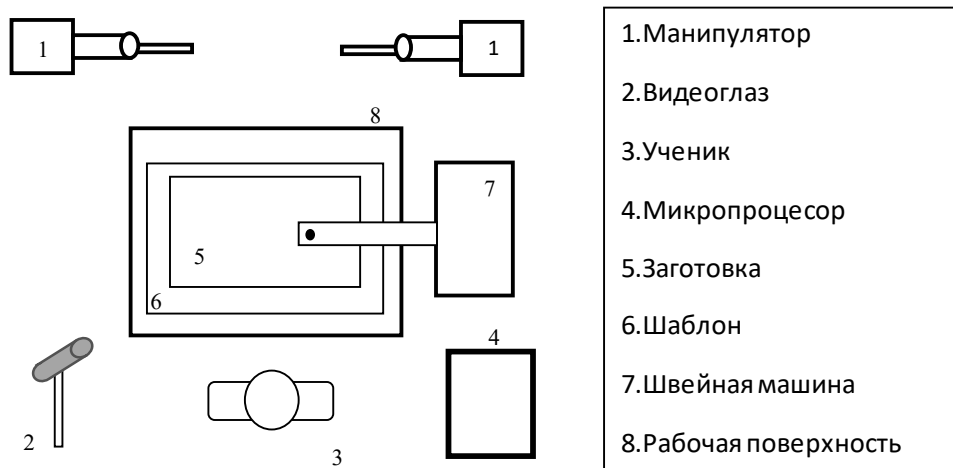 1
1
8
7
5
6
4
2
3
1.Манипулятор
2.Видеоглаз
3.Ученик
4.Микропроцесор
5.Заготовка
6.Шаблон
7.Швейная машина
8.Рабочая поверхность